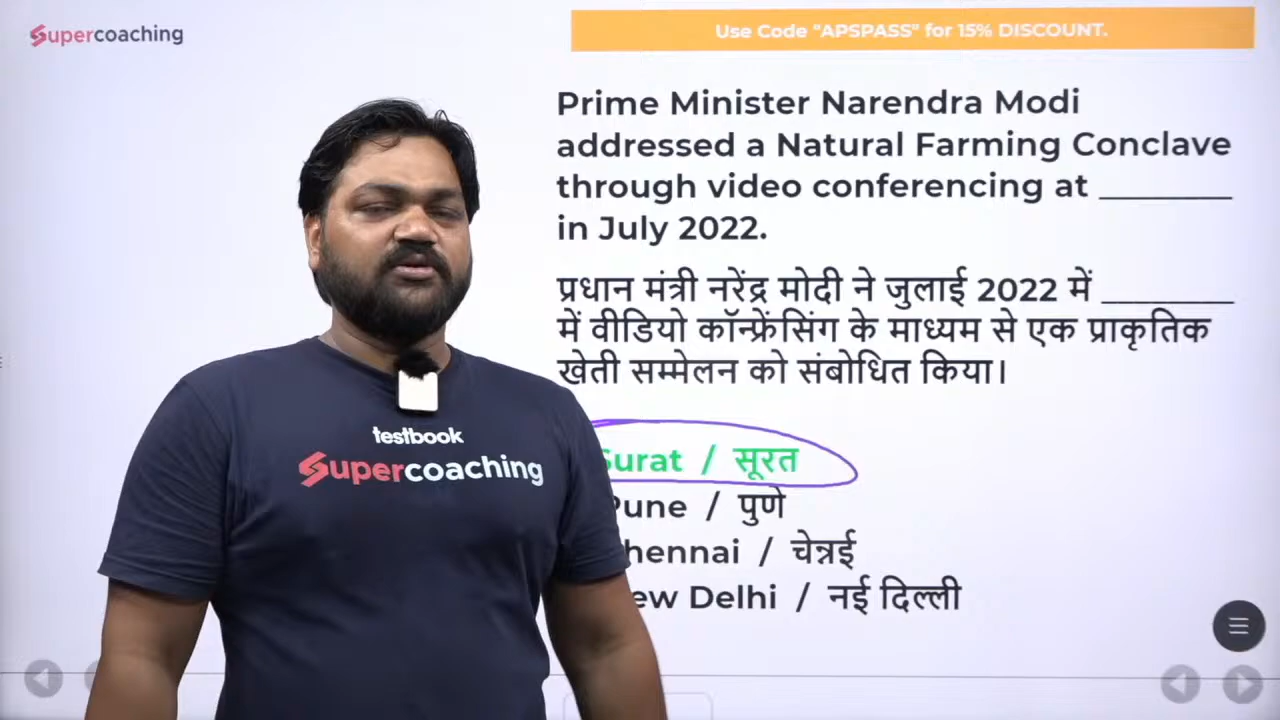 Supercoaching
Use Code "APSPASS" for 15% DISCOUNT.
Prime Minister Narendra Modi
addressed a Natural Farming Conclave
through video conferencing at ________
in July 2022.
प्रधान मंत्री नरेंद्र मोदी ने जुलाई 2022 में ________
में वीडियो कॉन्फ्रेंसिंग के माध्यम से एक प्राकृतिक
खेती सम्मेलन को संबोधित किया।
Surat / सूरत
Pune / पुणे
hennai / चेन्नई
ew Delhi / नई दिल्ली
testbook
Supercoaching